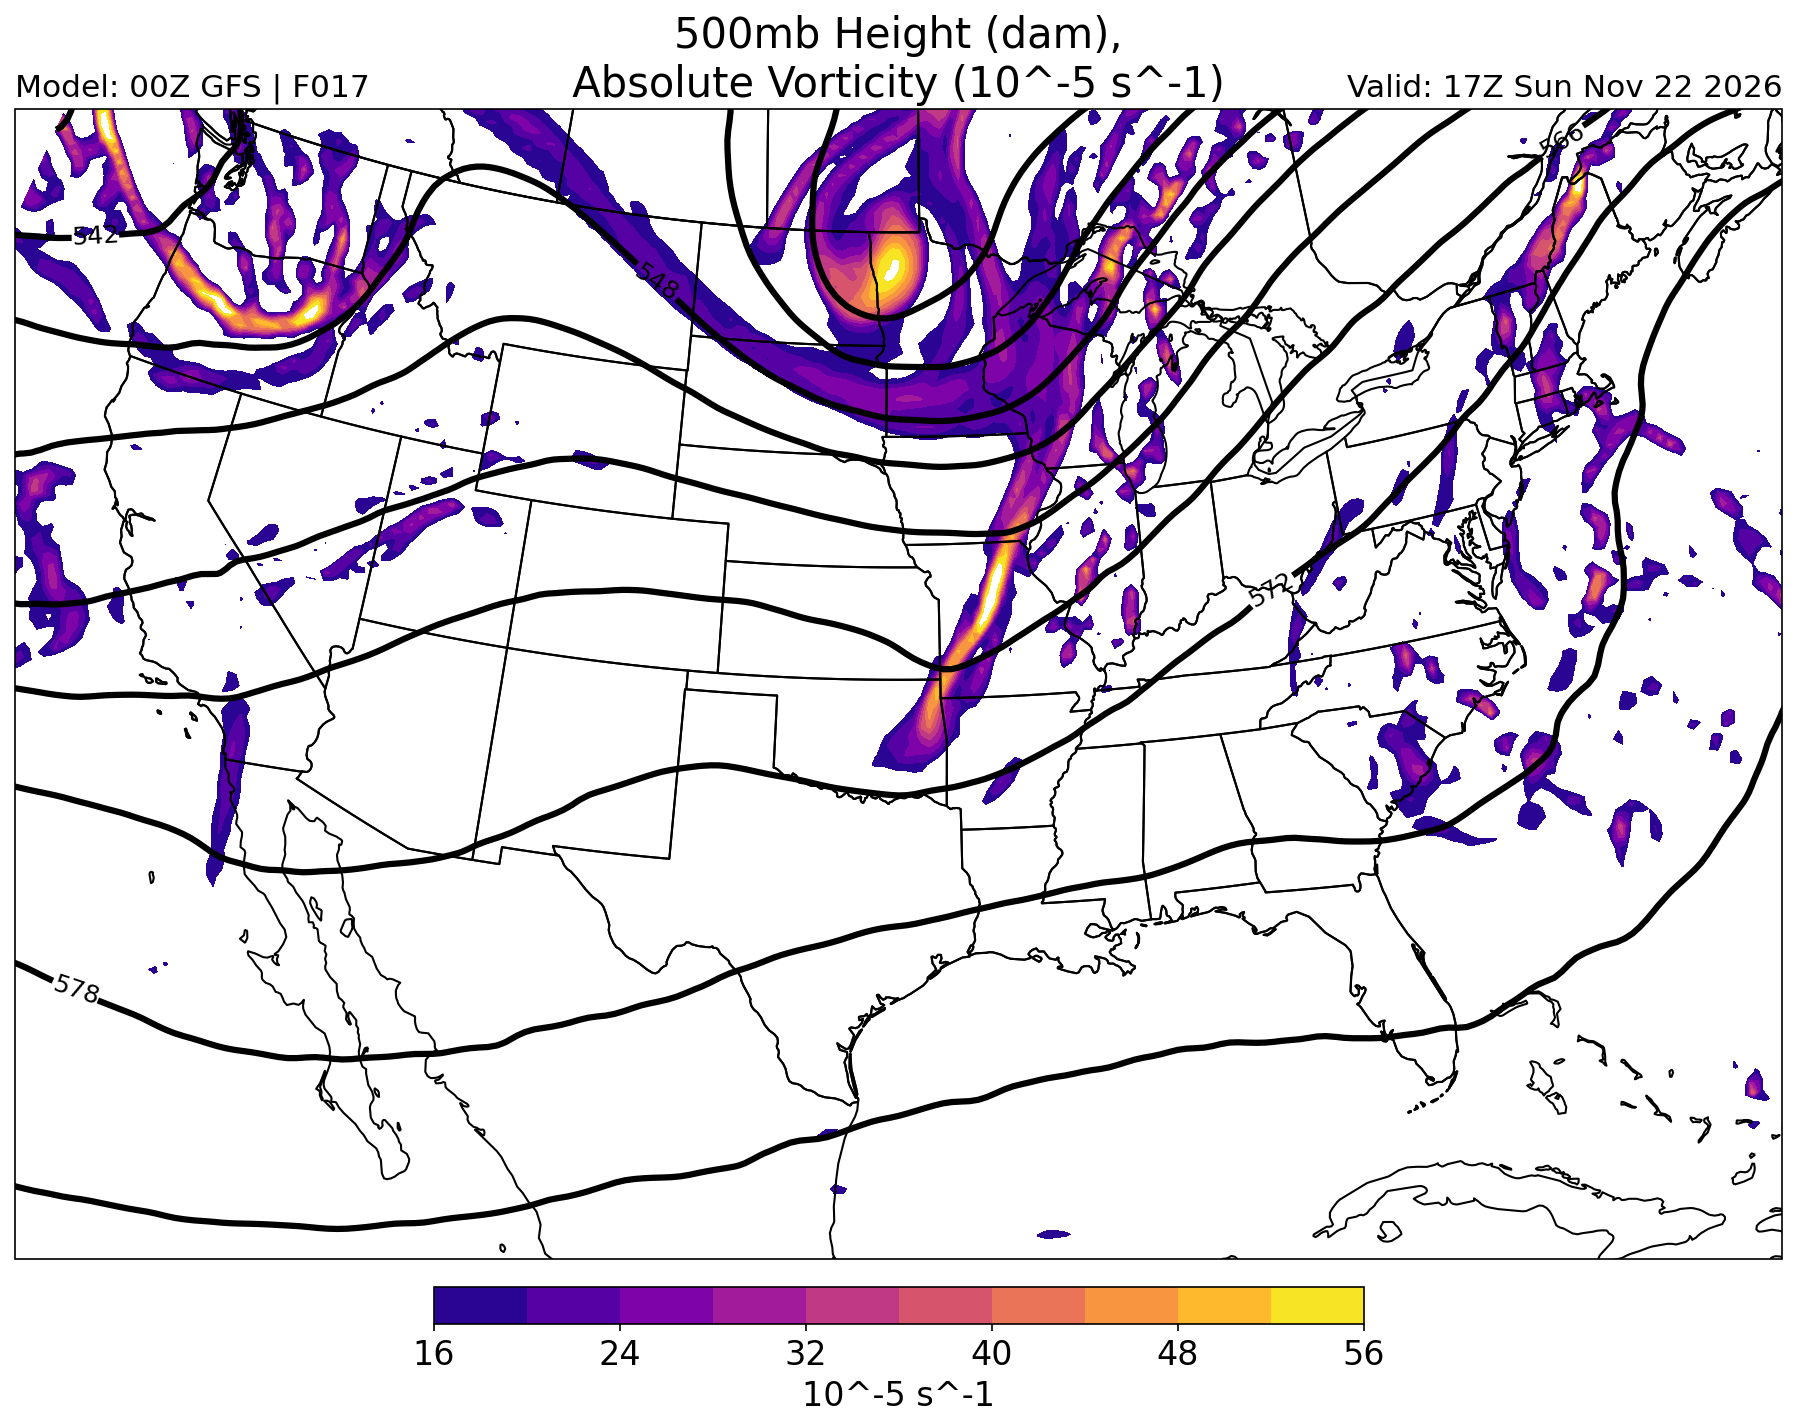 500mb Height (dam),
Absolute Vorticity (10^-5 s^-1)
Model: 00Z GFS | F017
Valid: 17Z Sun Nov 22 2026
566
542
548
572
578
16 24 32 40 48 56
10^-5 s^-1